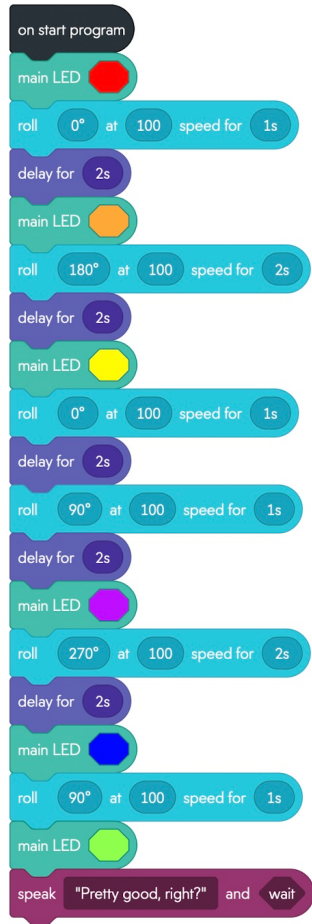 on start program
main LED
roll 0° at 100 speed for 1s
delay for 2s
main LED
roll 180° at 100 speed for 2s
delay for 2s
main LED
roll 0° at 100 speed for 1s
delay for 2s
roll 90° at 100 speed for 1s
delay for 2s
main LED
roll 270° at 100 speed for 2s
delay for 2s
main LED
roll 90° at 100 speed for 1s
main LED
speak "Pretty good, right?" and wait